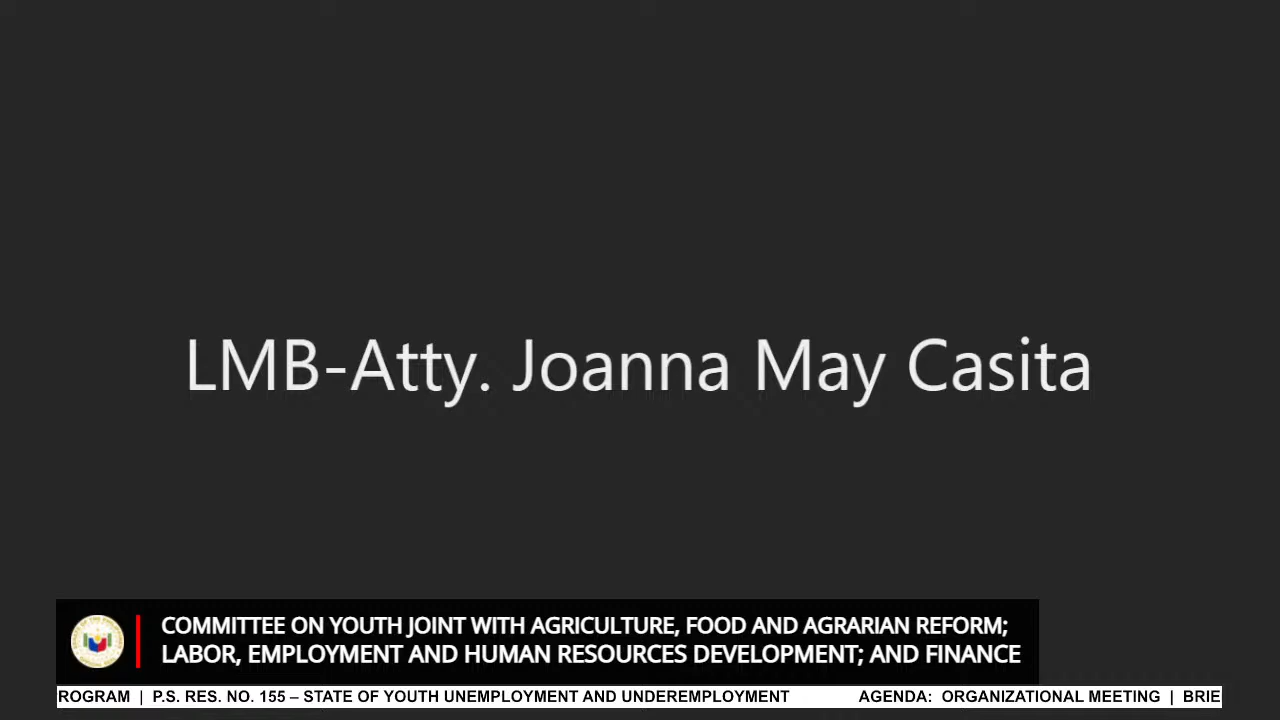 LMB-Atty. Joanna May Casita
COMMITTEE ON YOUTH JOINT WITH AGRICULTURE, FOOD AND AGRARIAN REFORM;
LABOR, EMPLOYMENT AND HUMAN RESOURCES DEVELOPMENT; AND FINANCE
ROGRAM | P.S. RES. NO. 155 – STATE OF YOUTH UNEMPLOYMENT AND UNDEREMPLOYMENT AGENDA: ORGANIZATIONAL MEETING | BRIE